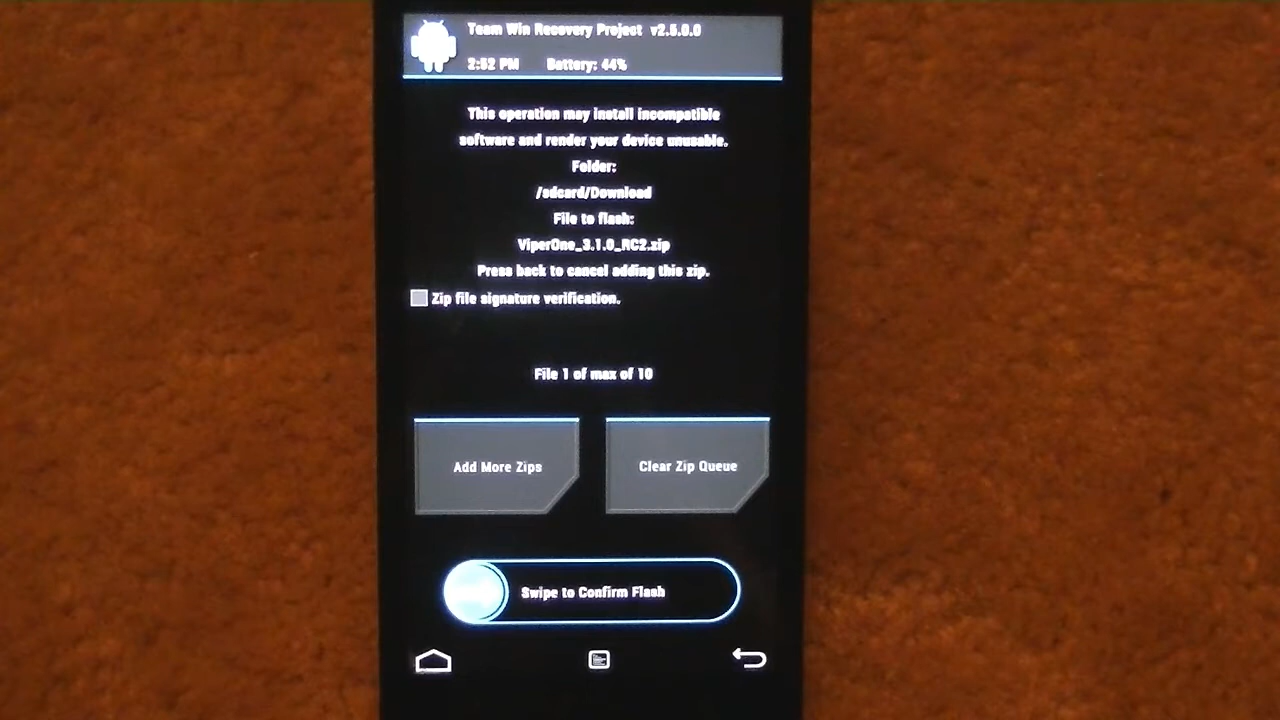 Team Win Recovery Project v2.5.0.0
2:52 PM Battery: 44%
This operation may install incompatible
software and render your device unusable.
Folder:
/sdcard/Download
File to flash:
ViperOne_3.1.0_RC2.zip
Press back to cancel adding this zip.
Zip file signature verification.
File 1 of max of 10
Add More Zips
Clear Zip Queue
Swipe to Confirm Flash